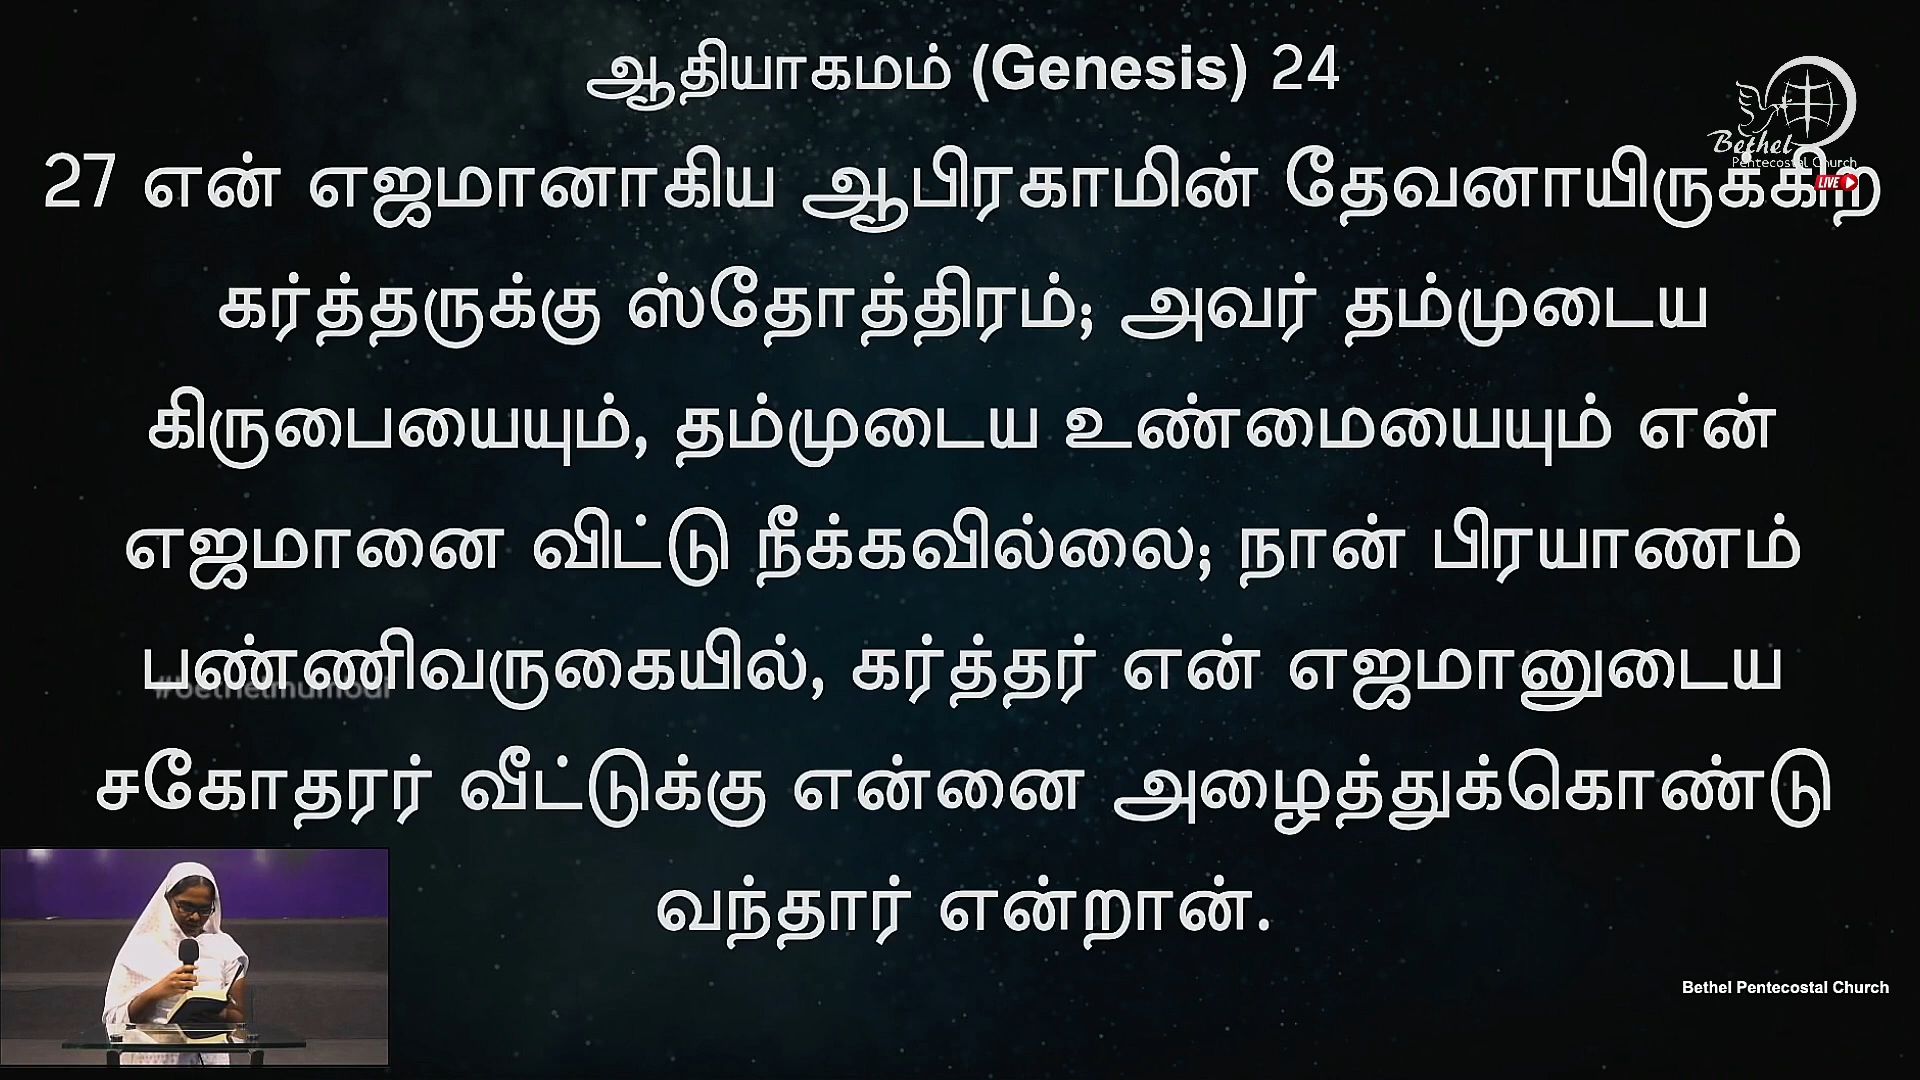 ஆதியாகமம் (Genesis) 24
Bethel
Pentecostal Church
LIVE
27 என் எஜமானாகிய ஆபிரகாமின் தேவனாயிருக்கிற
கர்த்தருக்கு ஸ்தோத்திரம்; அவர் தம்முடைய
கிருபையையும், தம்முடைய உண்மையையும் என்
எஜமானை விட்டு நீக்கவில்லை; நான் பிரயாணம்
பண்ணிவருகையில், கர்த்தர் என் எஜமானுடைய
#bethelmumbai
சகோதரர் வீட்டுக்கு என்னை அழைத்துக்கொண்டு
வந்தார் என்றான்.
Bethel Pentecostal Church